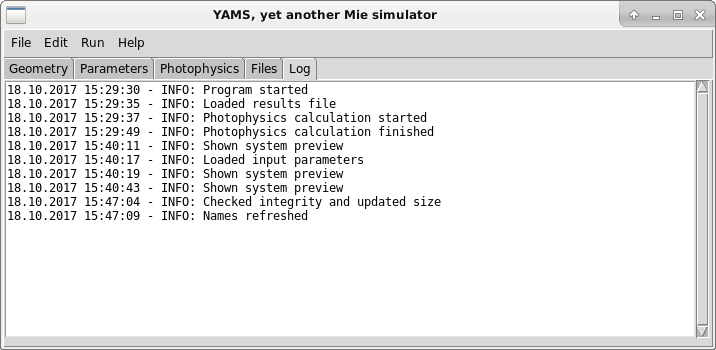 YAMS, yet another Mie simulator
File Edit Run Help
Geometry Parameters Photophysics Files Log
18.10.2017 15:29:30 - INFO: Program started
18.10.2017 15:29:35 - INFO: Loaded results file
18.10.2017 15:29:37 - INFO: Photophysics calculation started
18.10.2017 15:29:49 - INFO: Photophysics calculation finished
18.10.2017 15:40:11 - INFO: Shown system preview
18.10.2017 15:40:17 - INFO: Loaded input parameters
18.10.2017 15:40:19 - INFO: Shown system preview
18.10.2017 15:40:43 - INFO: Shown system preview
18.10.2017 15:47:04 - INFO: Checked integrity and updated size
18.10.2017 15:47:09 - INFO: Names refreshed